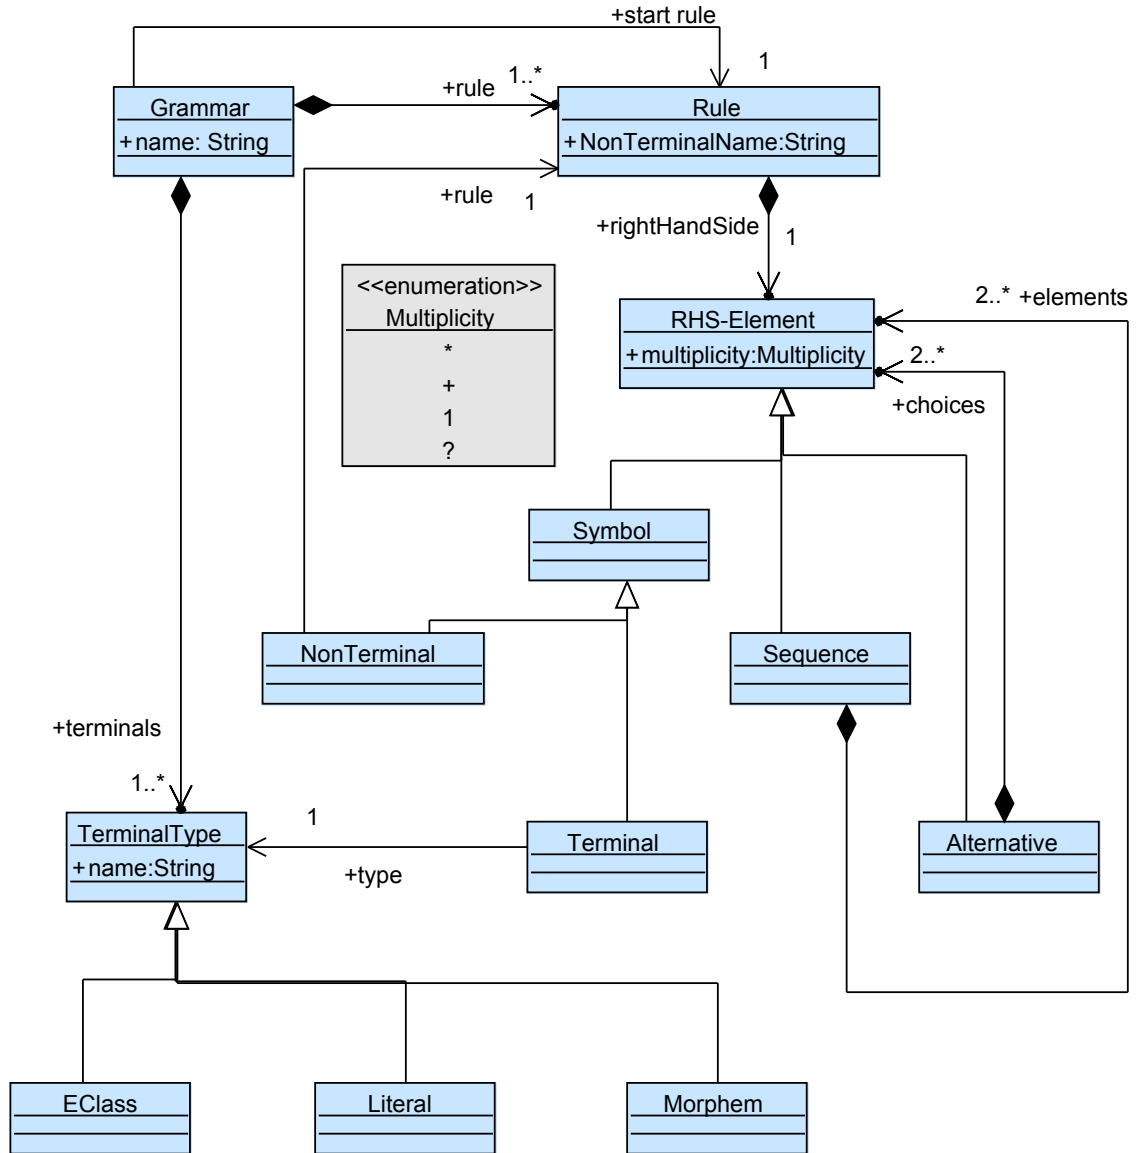 +start rule
1
1..*
+rule
Grammar
+ name: String
Rule
+ NonTerminalName:String
+rule
1
+rightHandSide
1
<<enumeration>>
Multiplicity
*
+
1
?
2..* +elements
RHS-Element
+ multiplicity:Multiplicity
2..*
+choices
Symbol
NonTerminal
Sequence
+terminals
1..*
TerminalType
+ name:String
1
+type
Terminal
Alternative
EClass
Literal
Morphem